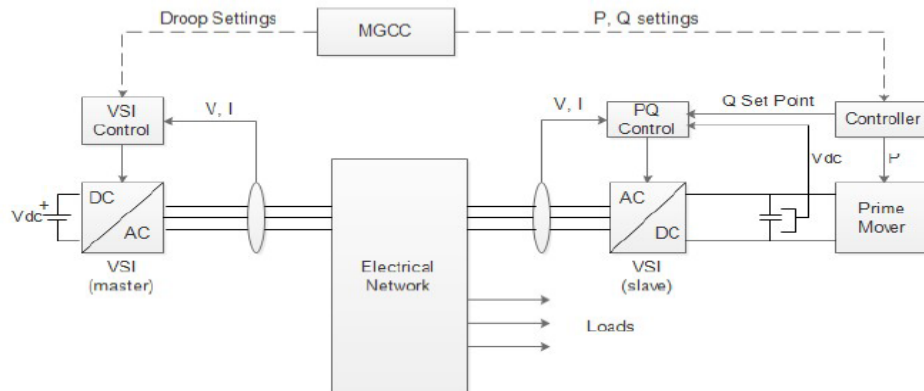 Droop Settings
MGCC
P, Q settings
VSI
Control
V, I
V, I
PQ
Control
Q Set Point
Controller
Vdc
P
Vdc
+
DC
AC
AC
DC
Prime
Mover
VSI
(master)
Electrical
Network
VSI
(slave)
Loads